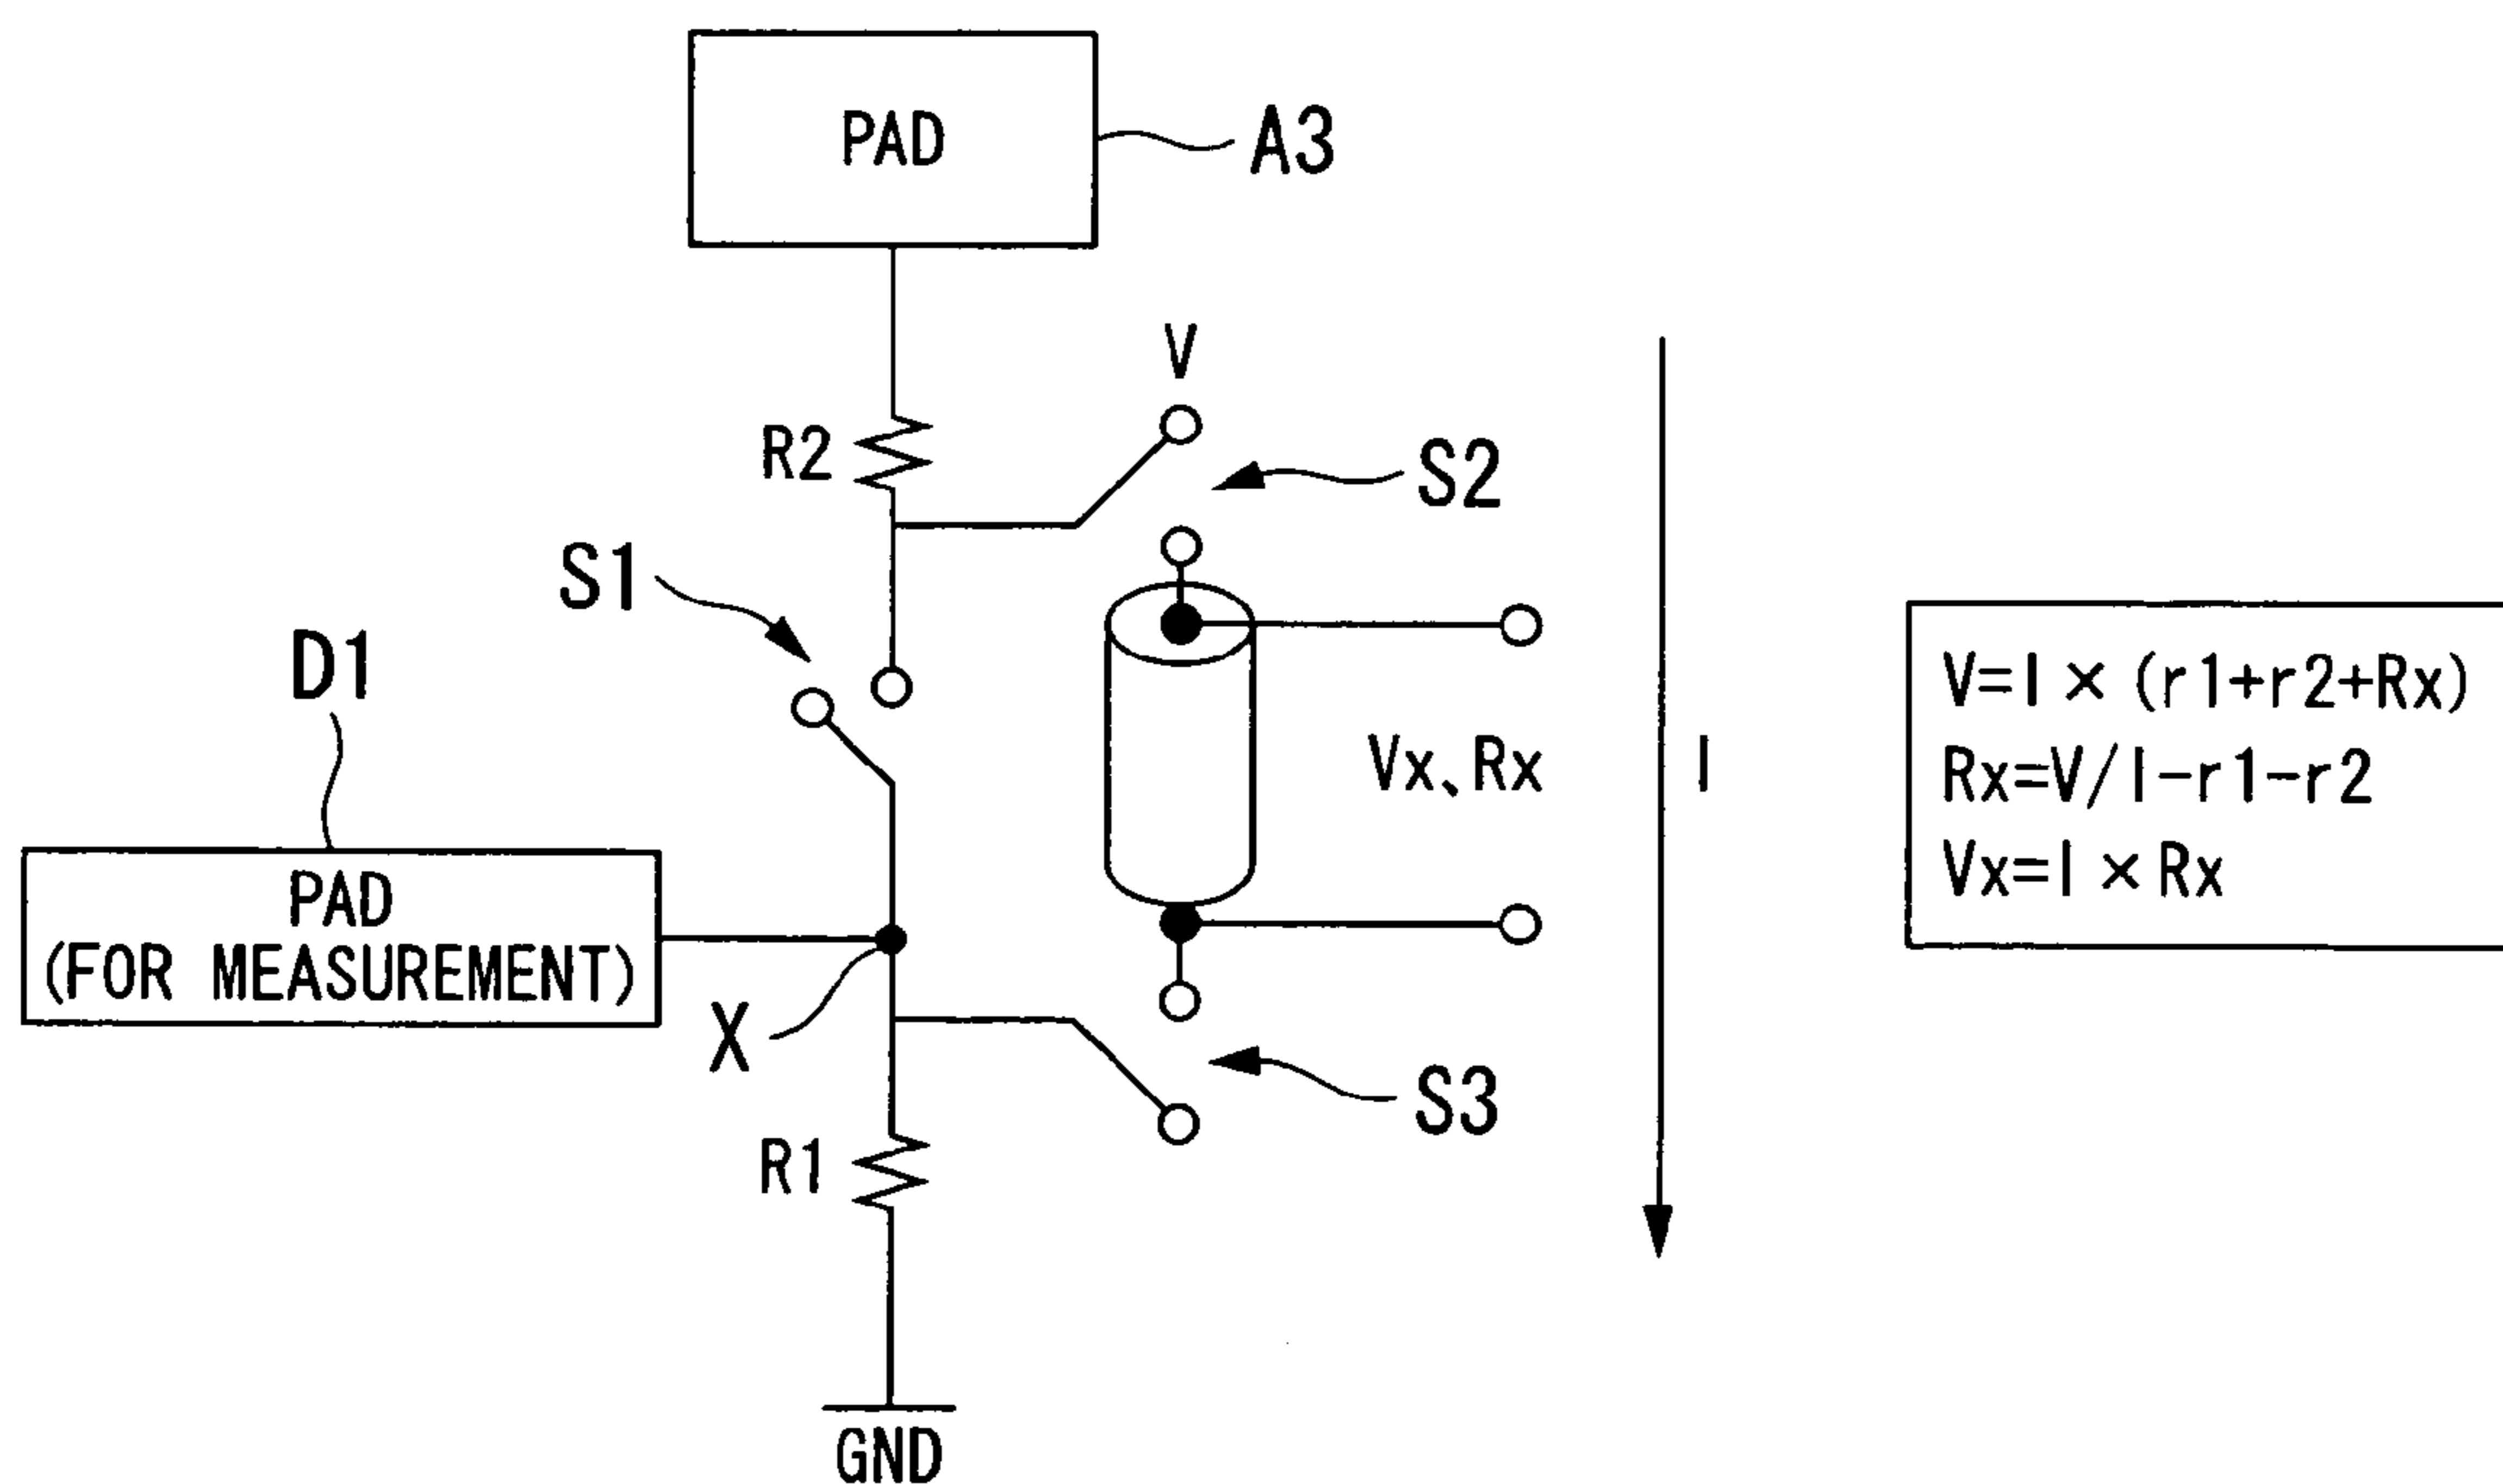 PAD
A3
V
R2
S2
S1
D1
Vx、Rx
I
V=I×(r1+r2+Rx)
Rx=V/I-r1-r2
Vx=I×Rx
PAD
(FOR MEASUREMENT)
X
S3
R1
GND